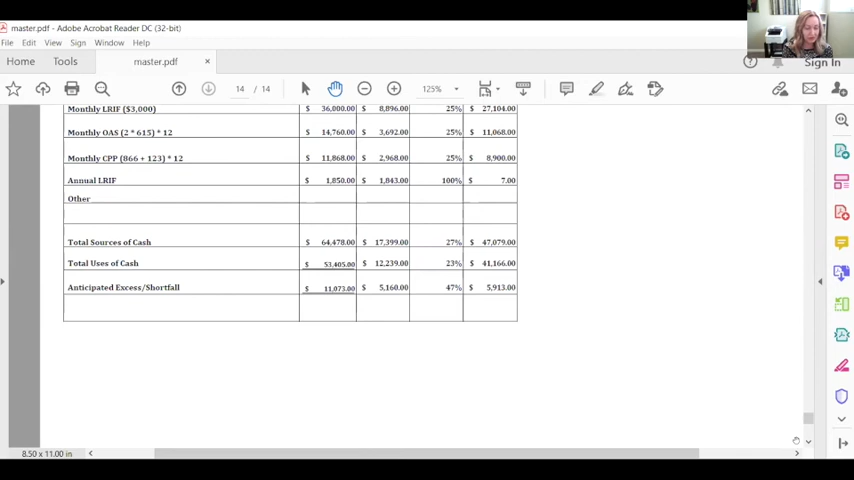 master.pdf - Adobe Acrobat Reader DC (32-bit)
File Edit View Sign Window Help
Home Tools master.pdf × Sign In
14 / 14 125%
Monthly LRIF ($3,000) $ 36,000.00 $ 8,896.00 25% $ 27,104.00
Monthly OAS (2 * 615) * 12 $ 14,760.00 $ 3,692.00 25% $ 11,068.00
Monthly CPP (866 + 123) * 12 $ 11,868.00 $ 2,968.00 25% $ 8,900.00
Annual LRIF $ 1,850.00 $ 1,843.00 100% $ 7.00
Other
Total Sources of Cash $ 64,478.00 $ 17,399.00 27% $ 47,079.00
Total Uses of Cash $ 53,405.00 $ 12,239.00 23% $ 41,166.00
Anticipated Excess/Shortfall $ 11,073.00 $ 5,160.00 47% $ 5,913.00
8.50 x 11.00 in